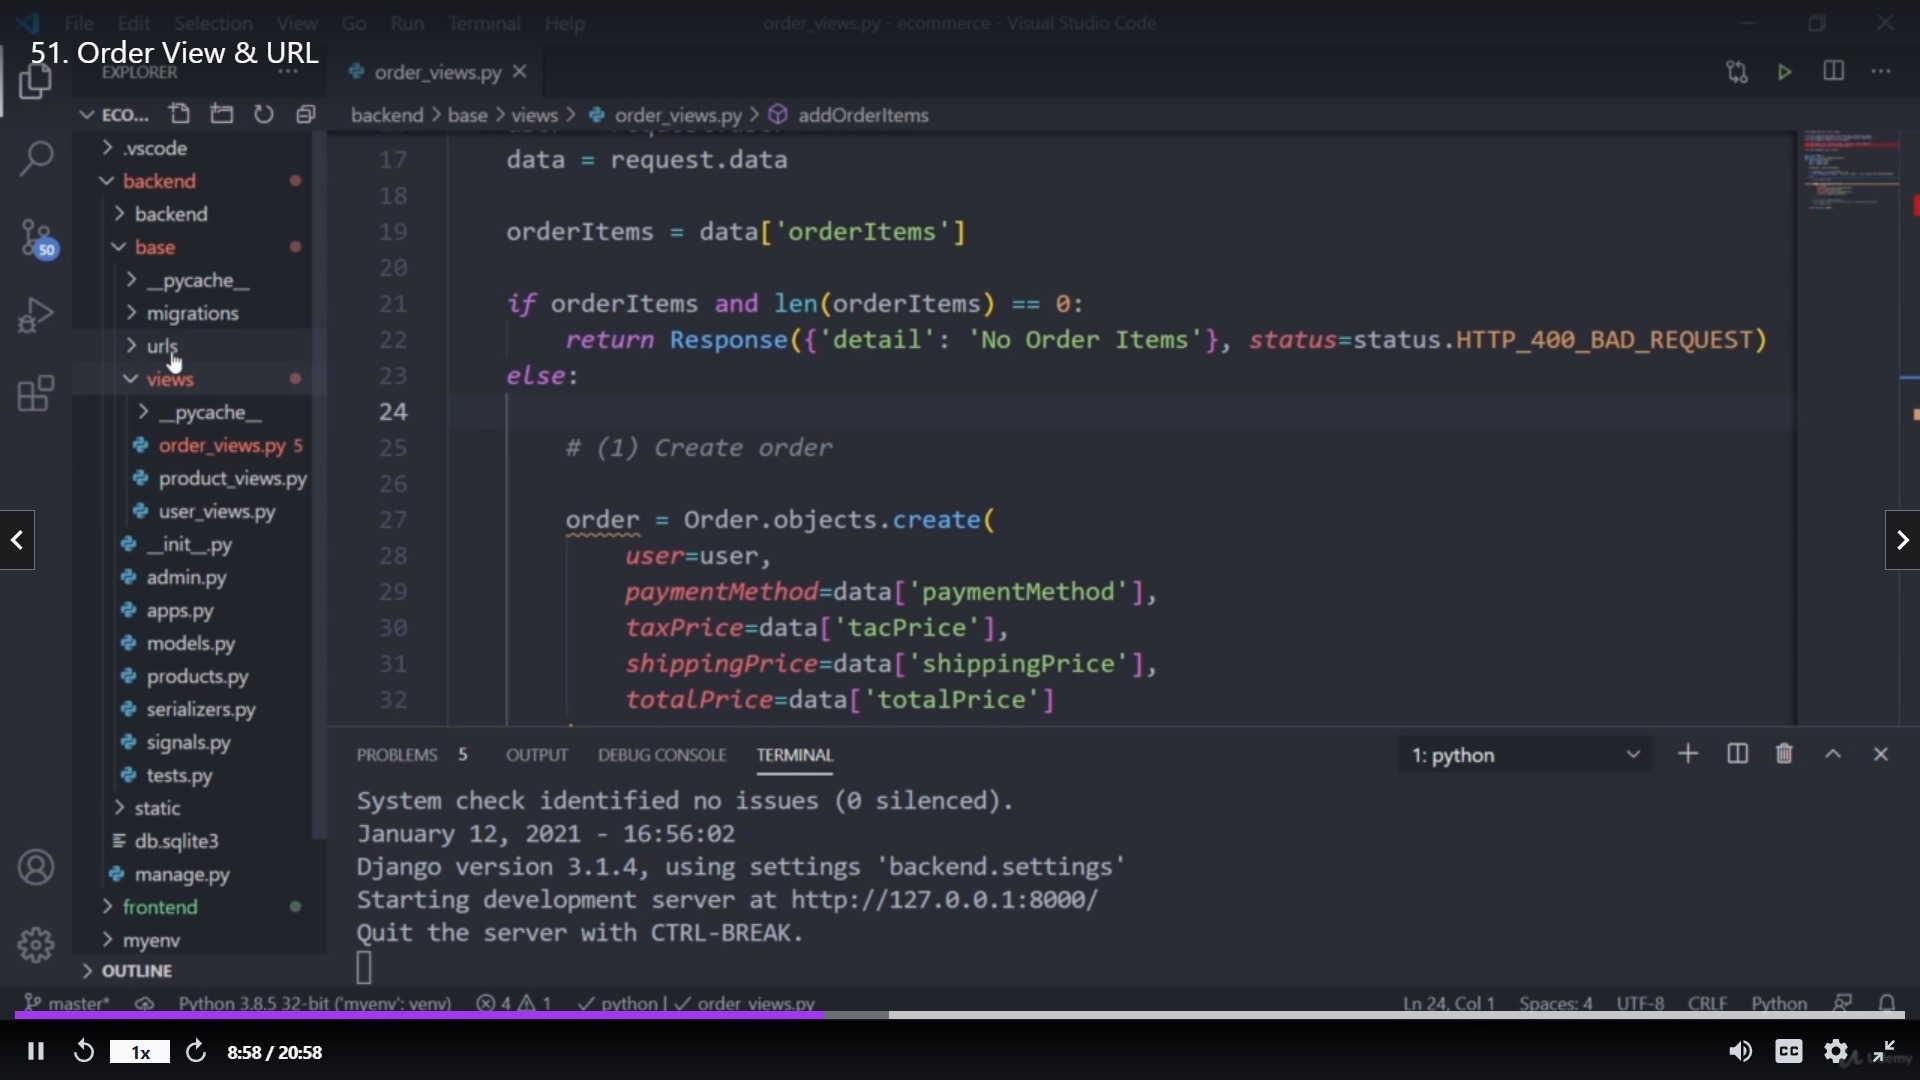 File Edit Selection View Go Run Terminal Help
order_views.py - ecommerce - Visual Studio Code
51. Order View & URL
EXPLORER
order_views.py
ECO...
backend > base > views > order_views.py > addOrderItems
.vscode
backend
backend
base
__pycache__
migrations
urls
views
__pycache__
order_views.py 5
product_views.py
user_views.py
__init__.py
admin.py
apps.py
models.py
products.py
serializers.py
signals.py
tests.py
static
db.sqlite3
manage.py
frontend
myenv
OUTLINE
50
17 data = request.data
18
19 orderItems = data['orderItems']
20
21 if orderItems and len(orderItems) == 0:
22 return Response({'detail': 'No Order Items'}, status=status.HTTP_400_BAD_REQUEST)
23 else:
24
25 # (1) Create order
26
27 order = Order.objects.create(
28 user=user,
29 paymentMethod=data['paymentMethod'],
30 taxPrice=data['tacPrice'],
31 shippingPrice=data['shippingPrice'],
32 totalPrice=data['totalPrice']
PROBLEMS 5 OUTPUT DEBUG CONSOLE TERMINAL
1: python
System check identified no issues (0 silenced).
January 12, 2021 - 16:56:02
Django version 3.1.4, using settings 'backend.settings'
Starting development server at http://127.0.0.1:8000/
Quit the server with CTRL-BREAK.
master* Python 3.8.5 32-bit ('myenv': venv) 4 1 python | order_views.py
Ln 24, Col 1 Spaces: 4 UTF-8 CRLF Python
1x 8:58 / 20:58
CC